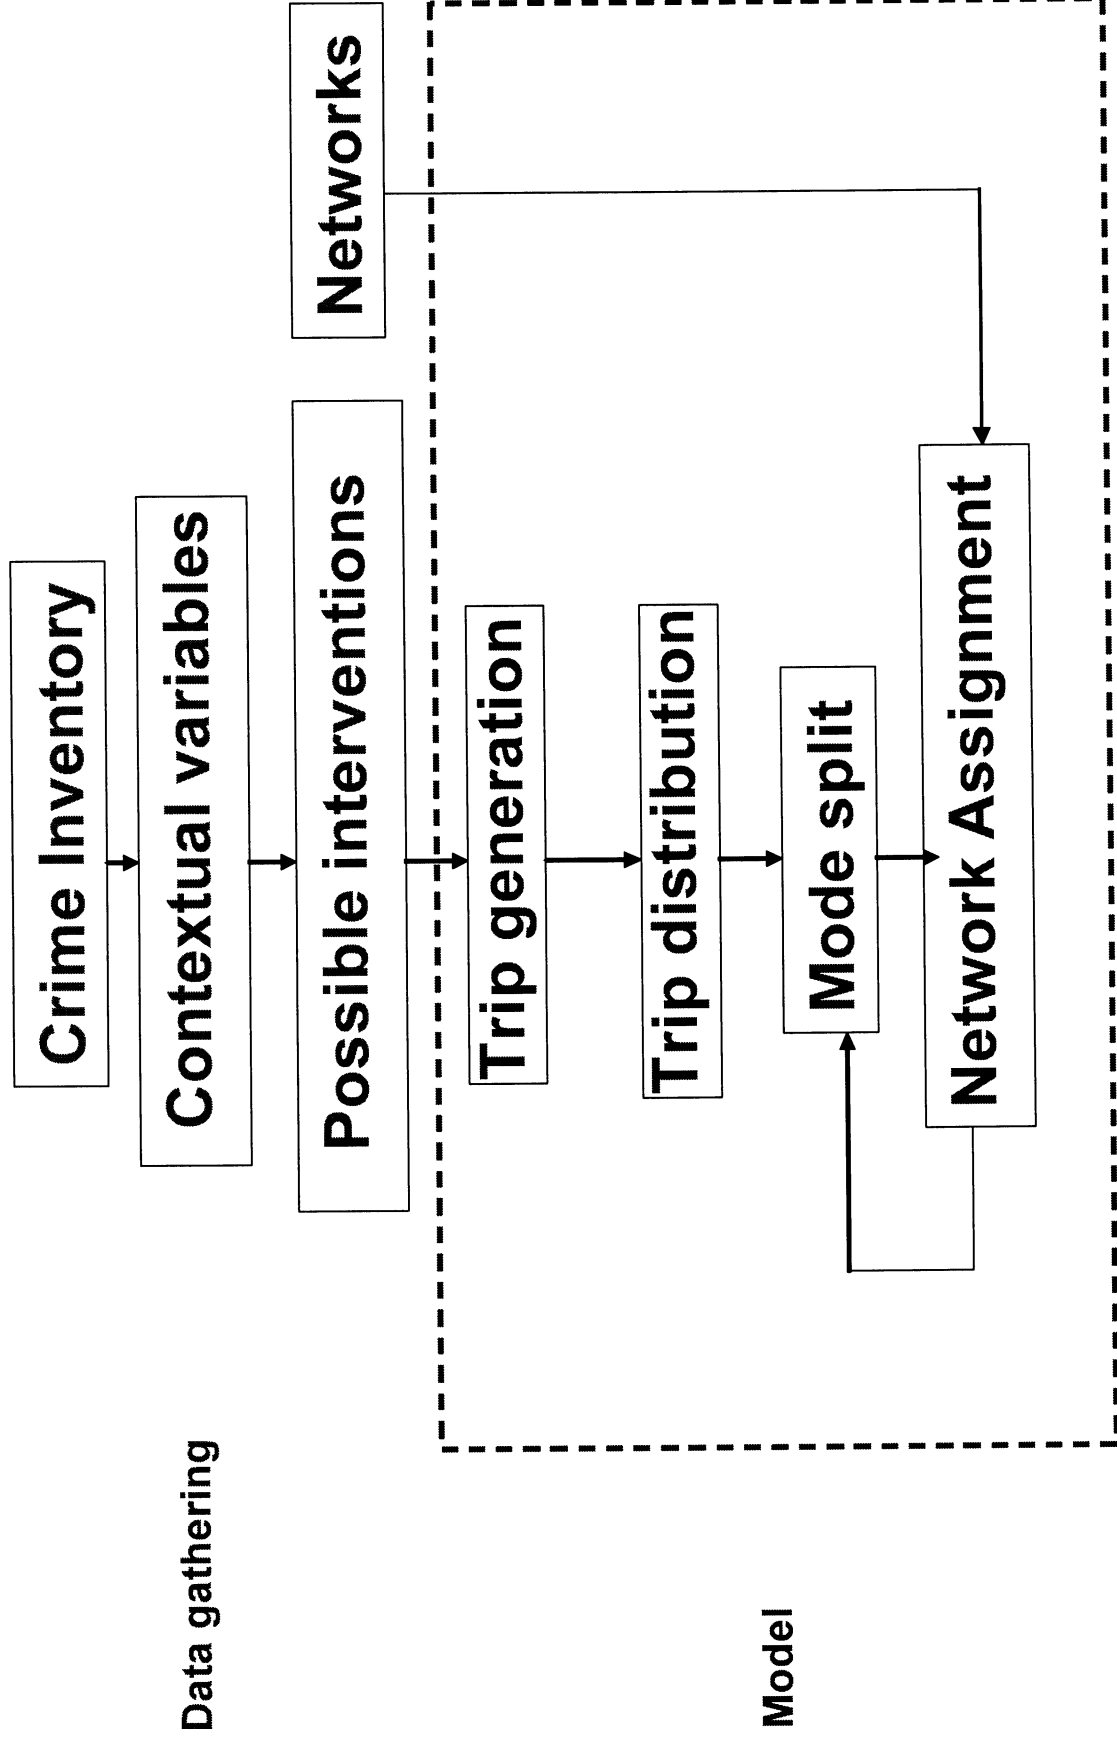 Data gathering
Crime Inventory
Contextual variables
Possible interventions
Networks
Model
Trip generation
Trip distribution
Mode split
Network Assignment